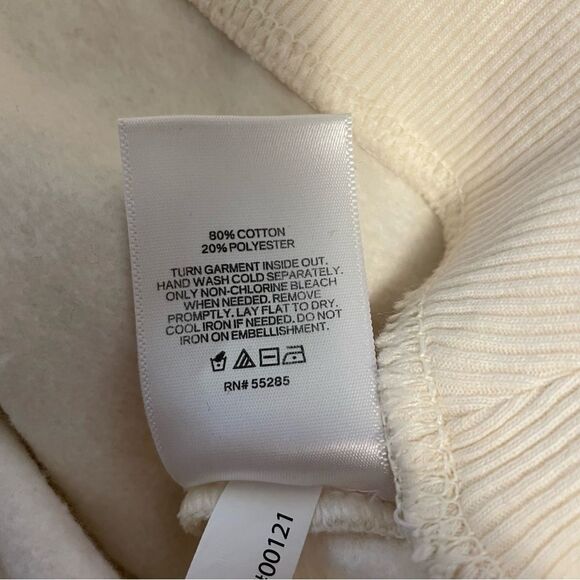 80% COTTON
20% POLYESTER
TURN GARMENT INSIDE OUT.
HAND WASH COLD SEPARATELY.
ONLY NON-CHLORINE BLEACH
WHEN NEEDED. REMOVE
PROMPTLY. LAY FLAT TO DRY.
COOL IRON IF NEEDED. DO NOT
IRON ON EMBELLISHMENT.
RN# 55285
00121